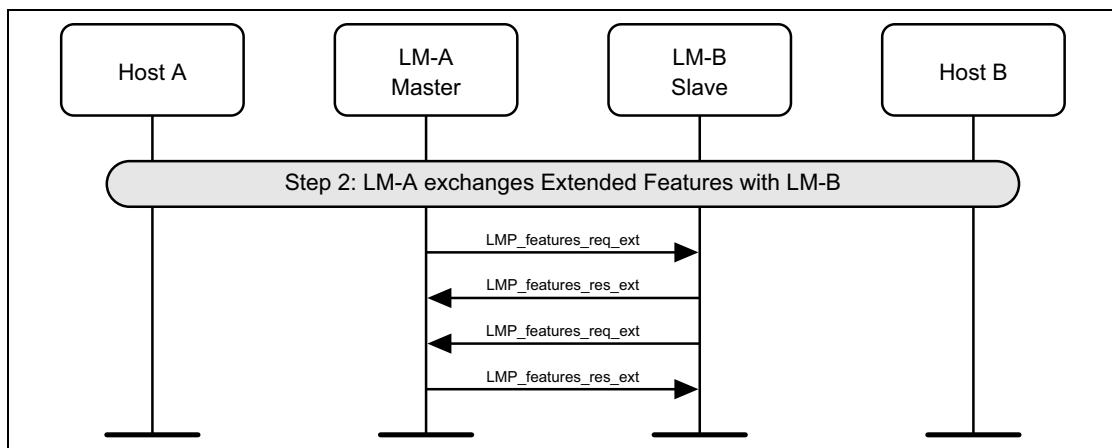 Host A
LM-A
Master
LM-B
Slave
Host B
Step 2: LM-A exchanges Extended Features with LM-B
LMP_features_req_ext
LMP_features_res_ext
LMP_features_req_ext
LMP_features_res_ext